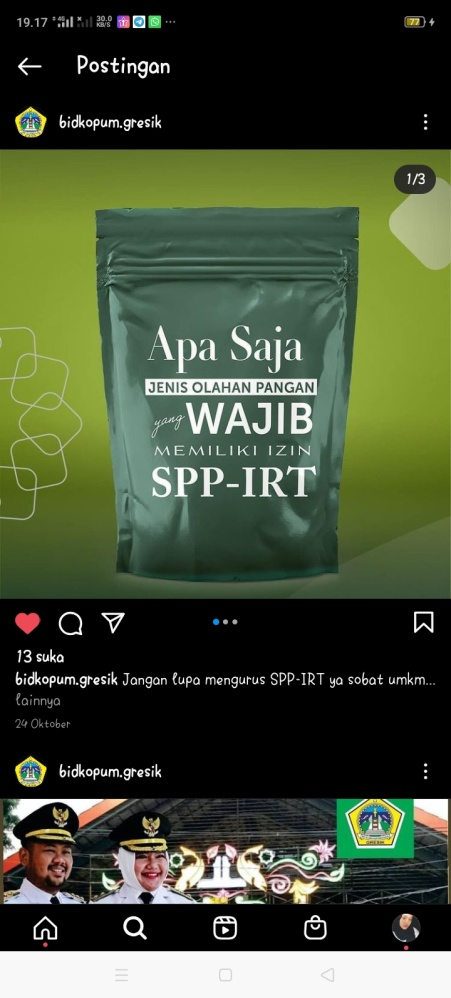 19.17
4G
30.0
KB/S
77
Postingan
bidkopum.gresik
1/3
Apa Saja
JENIS OLAHAN PANGAN
yang WAJIB
MEMILIKI IZIN
SPP-IRT
13 suka
bidkopum.gresik Jangan lupa mengurus SPP-IRT ya sobat umkm...
lainnya
24 Oktober
bidkopum.gresik
GRESIK